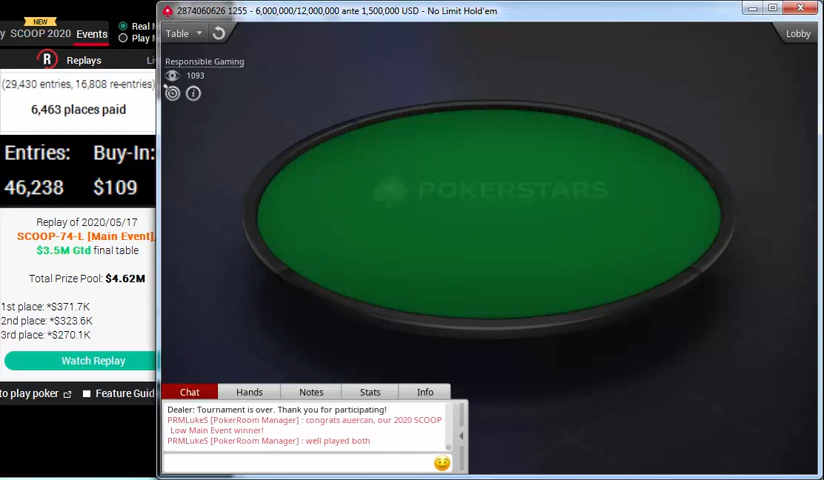 2874060626 1255 - 6,000,000/12,000,000 ante 1,500,000 USD - No Limit Hold'em
NEW
SCOOP 2020 Events
Real M
Play M
Table
Lobby
R Replays
Responsible Gaming
1093
(29,430 entries, 16,808 re-entries)
6,463 places paid
Entries: Buy-In:
46,238 $109
POKERSTARS
Replay of 2020/05/17
SCOOP-74-L [Main Event],
$3.5M Gtd final table
Total Prize Pool: $4.62M
1st place: *$371.7K
2nd place: *$323.6K
3rd place: *$270.1K
Watch Replay
to play poker
Feature Guid
Chat Hands Notes Stats Info
Dealer: Tournament is over. Thank you for participating!
PRMLukeS [PokerRoom Manager] : congrats auercan, our 2020 SCOOP
Low Main Event winner!
PRMLukeS [PokerRoom Manager] : well played both